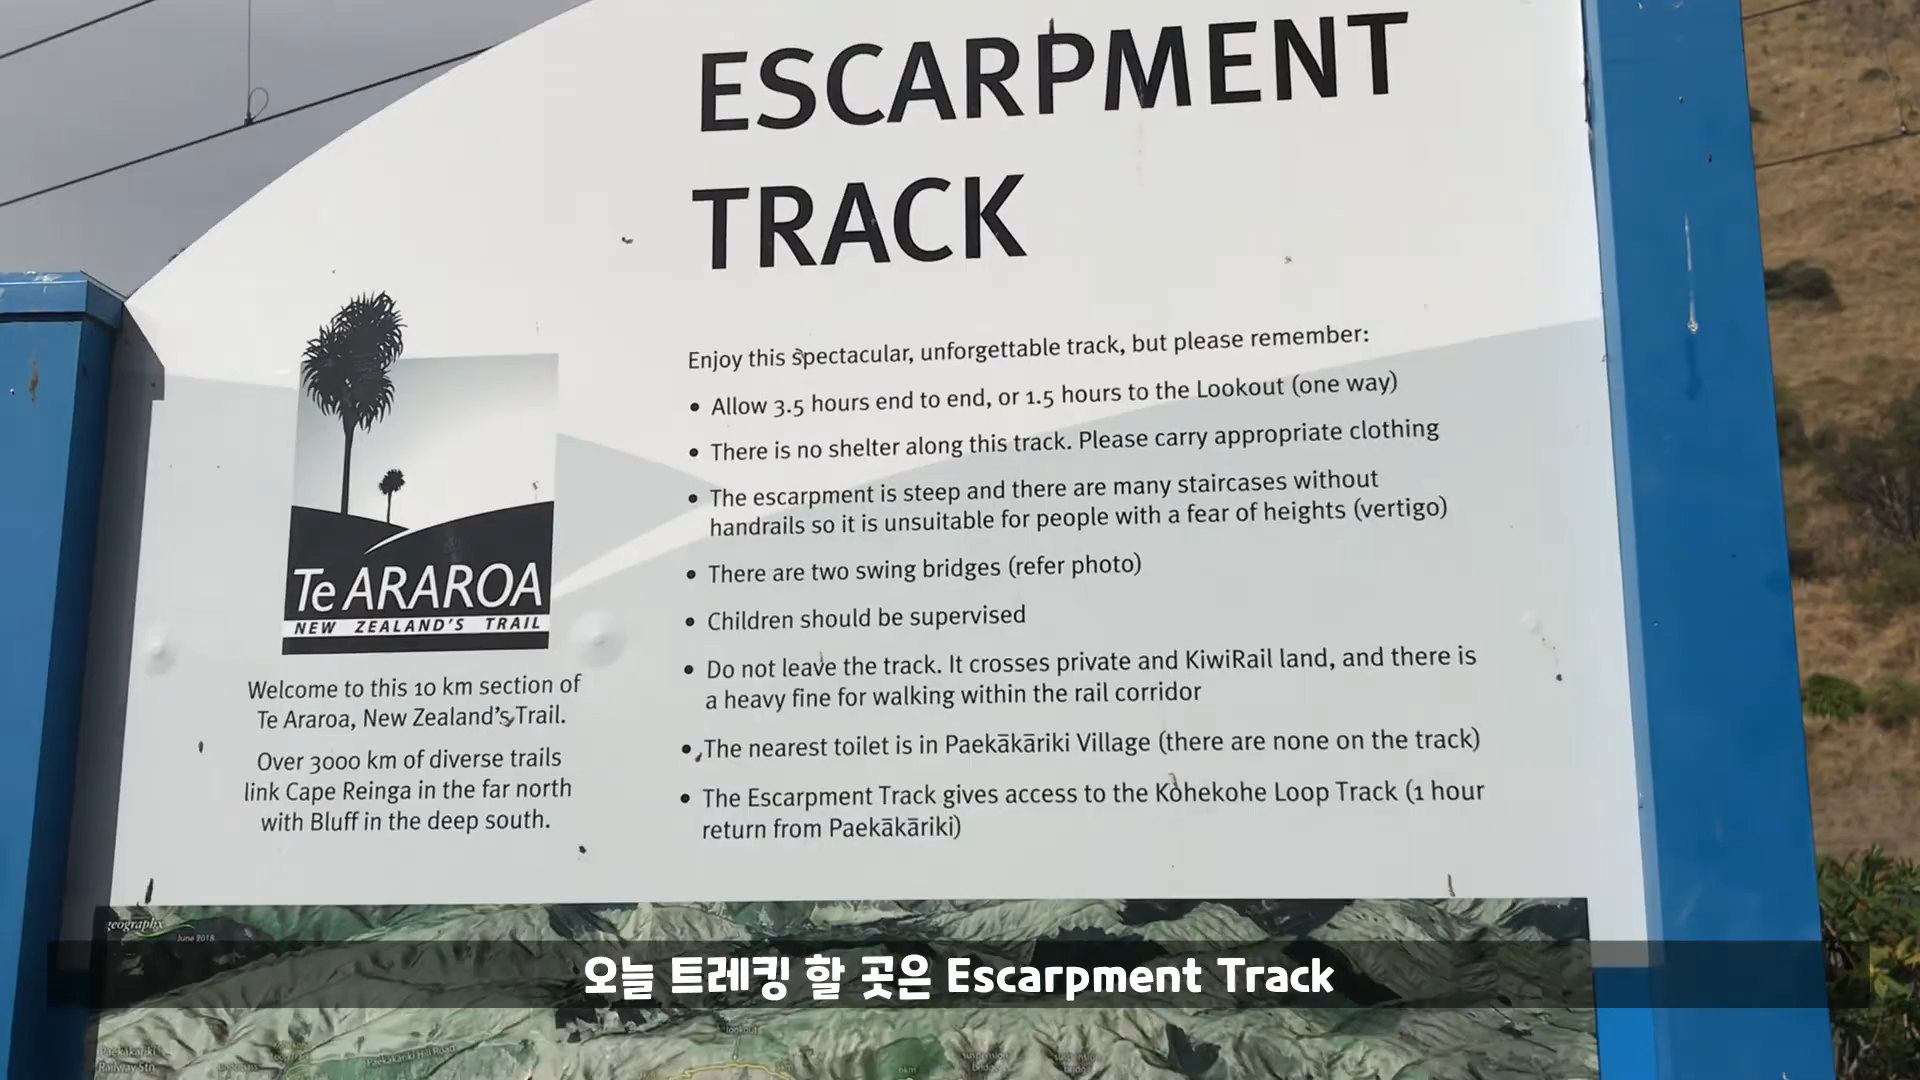 ESCARPMENT
TRACK
Enjoy this spectacular, unforgettable track, but please remember:
• Allow 3.5 hours end to end, or 1.5 hours to the Lookout (one way)
• There is no shelter along this track. Please carry appropriate clothing
• The escarpment is steep and there are many staircases without
handrails so it is unsuitable for people with a fear of heights (vertigo)
• There are two swing bridges (refer photo)
• Children should be supervised
• Do not leave the track. It crosses private and KiwiRail land, and there is
a heavy fine for walking within the rail corridor
• The nearest toilet is in Paekākāriki Village (there are none on the track)
• The Escarpment Track gives access to the Kohekohe Loop Track (1 hour
return from Paekākāriki)
Te ARAROA
NEW ZEALAND'S TRAIL
Welcome to this 10 km section of
Te Araroa, New Zealand's Trail.
Over 3000 km of diverse trails
link Cape Reinga in the far north
with Bluff in the deep south.
geographx
June 2018
오늘 트레킹 할 곳은 Escarpment Track
lookout
Paekākāriki
Railway Stn
Paekakariki Hill Road
suspension
bridge
suspension
bridge
6km